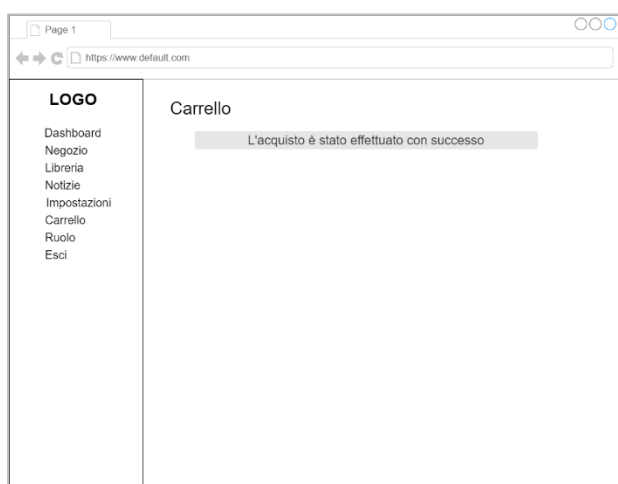 Page 1
https://www.default.com
LOGO
Dashboard
Negozio
Libreria
Notizie
Impostazioni
Carrello
Ruolo
Esci
Carrello
L'acquisto è stato effettuato con successo